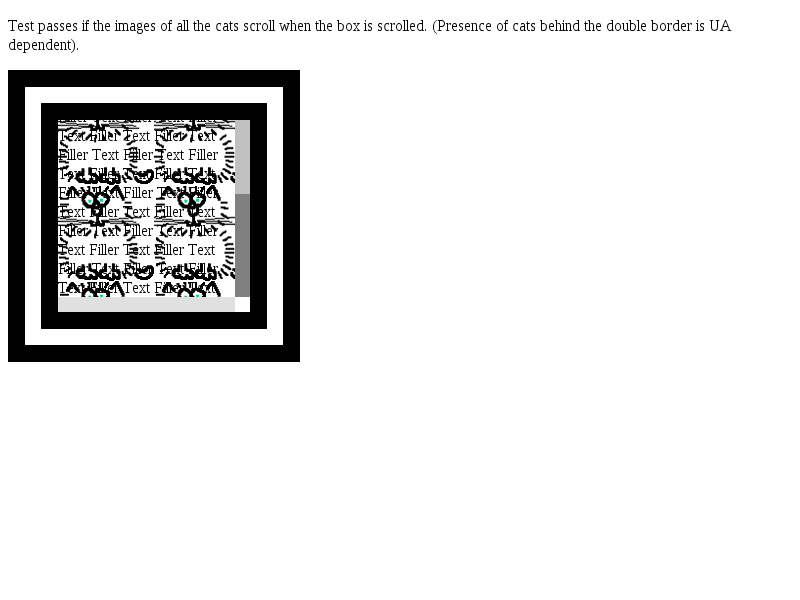 Test passes if the images of all the cats scroll when the box is scrolled. (Presence of cats behind the double border is UA
dependent).
Filler Text Filler Text Filler
Text Filler Text Filler Text
Filler Text Filler Text Filler
Text Filler Text Filler Text
Filler Text Filler Text Filler
Text Filler Text Filler Text
Filler Text Filler Text Filler
Text Filler Text Filler Text
Filler Text Filler Text Filler
Text Filler Text Filler Text